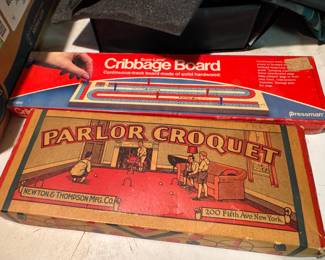 Cribbage Board
Continuous-track board made of solid hardwood
pressman
PARLOR CROQUET
NEWTON & THOMPSON MFG. CO.
200 FIFTH AVE. NEW YORK